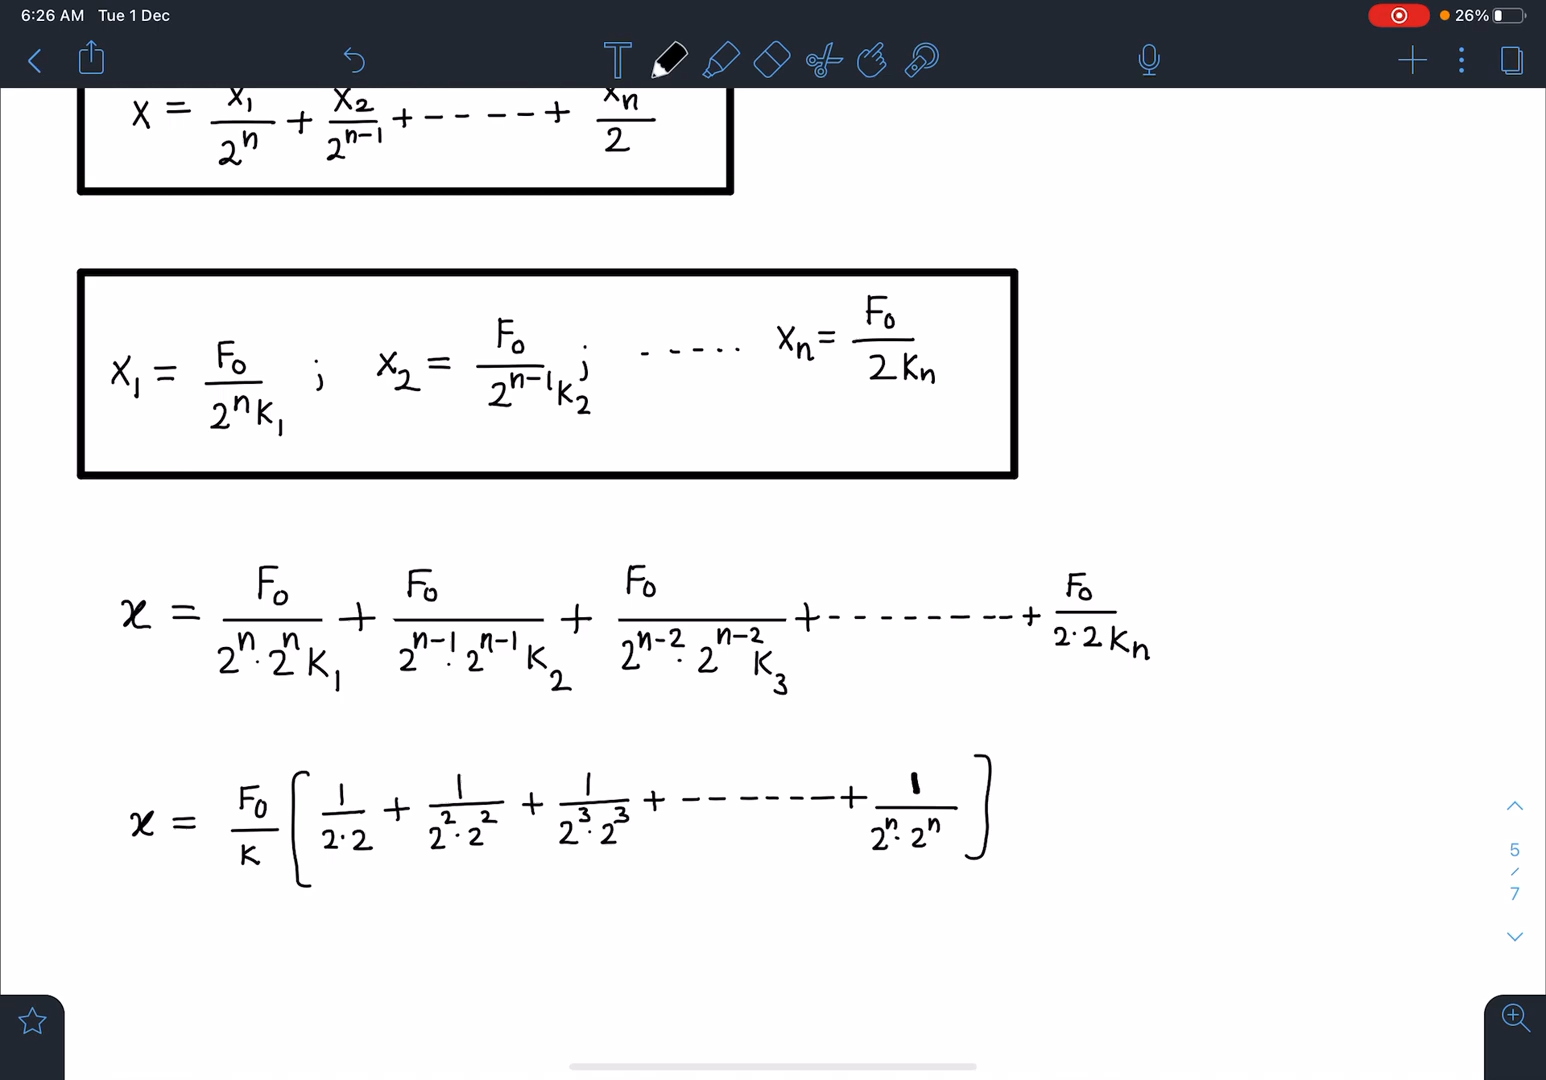 6:26 AM Tue 1 Dec 26%
T
x = x₁/2ⁿ + x₂/2ⁿ⁻¹ + ----- + xₙ/2
x₁ = F₀/2ⁿK₁ ; x₂ = F₀/2ⁿ⁻¹K₂ ; ----- xₙ = F₀/2Kₙ
x = F₀/2ⁿ·2ⁿK₁ + F₀/2ⁿ⁻¹·2ⁿ⁻¹K₂ + F₀/2ⁿ⁻²·2ⁿ⁻²K₃ + -------- + F₀/2·2Kₙ
x = F₀/K [ 1/2·2 + 1/2²·2² + 1/2³·2³ + ------- + 1/2ⁿ·2ⁿ ]
5
/
7